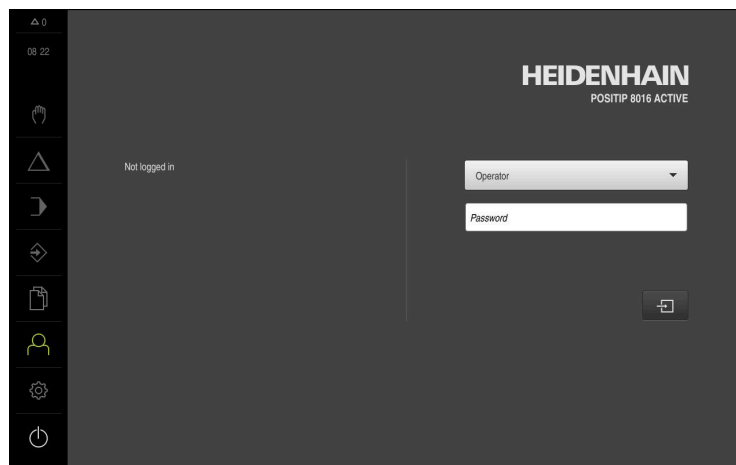 0
08 22
HEIDENHAIN
POSITIP 8016 ACTIVE
Not logged in
Operator
Password